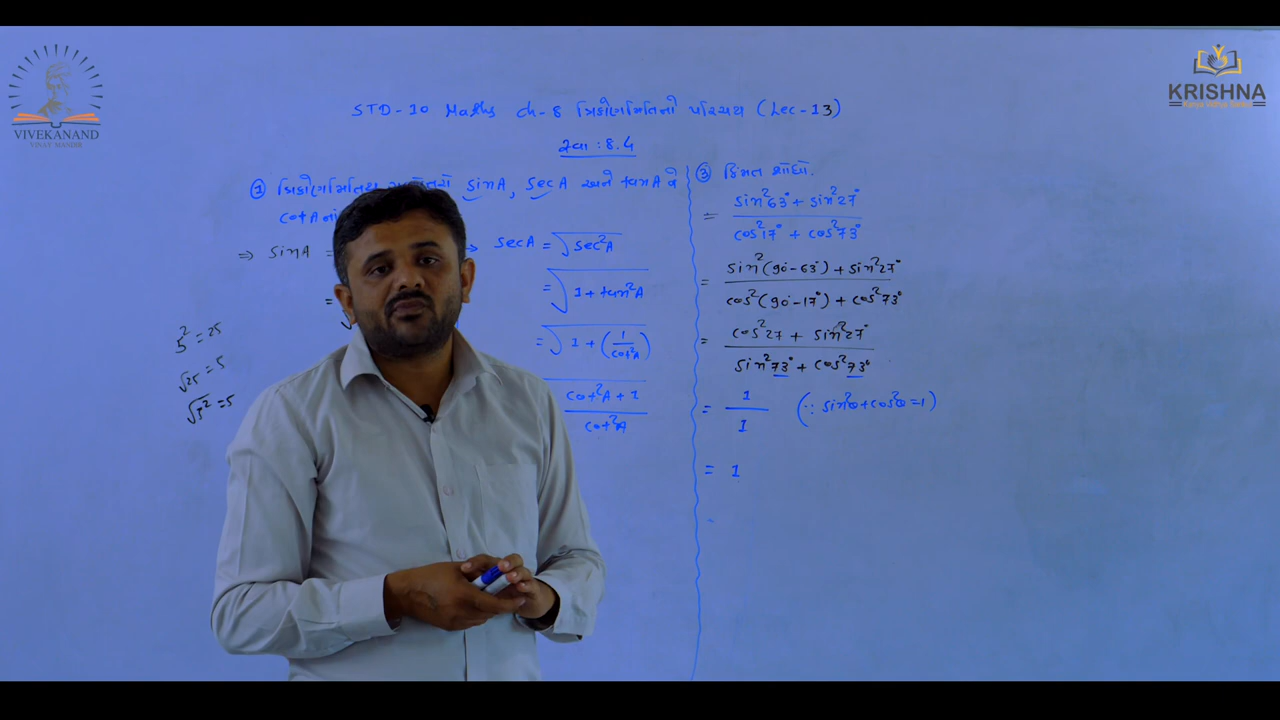 VIVEKANAND
VINAY MANDIR
KRISHNA
STD-10 Maths ch-8 ત્રિકોણમિતિનો પરિચય (Lec-13)
સ્વા : 8.4
① ત્રિકોણમિતિય sinA, secA અને tanA ને
cotA નાં
⇒ sinA =
=
⇒ secA = √sec²A
= √1 + tan²A
= √1 + (1/cot²A)
cot²A + 1
cot²A
5² = 25
√25 = 5
√5² = 5
③ કિંમત શોધો.
= sin²63° + sin²27°
cos²17° + cos²73°
= sin²(90°-63°) + sin²27°
cos²(90°-17°) + cos²73°
= cos²27 + sin²27°
sin²73° + cos²73°
= 1/1 (∵ sin²θ+cos²θ=1)
= 1